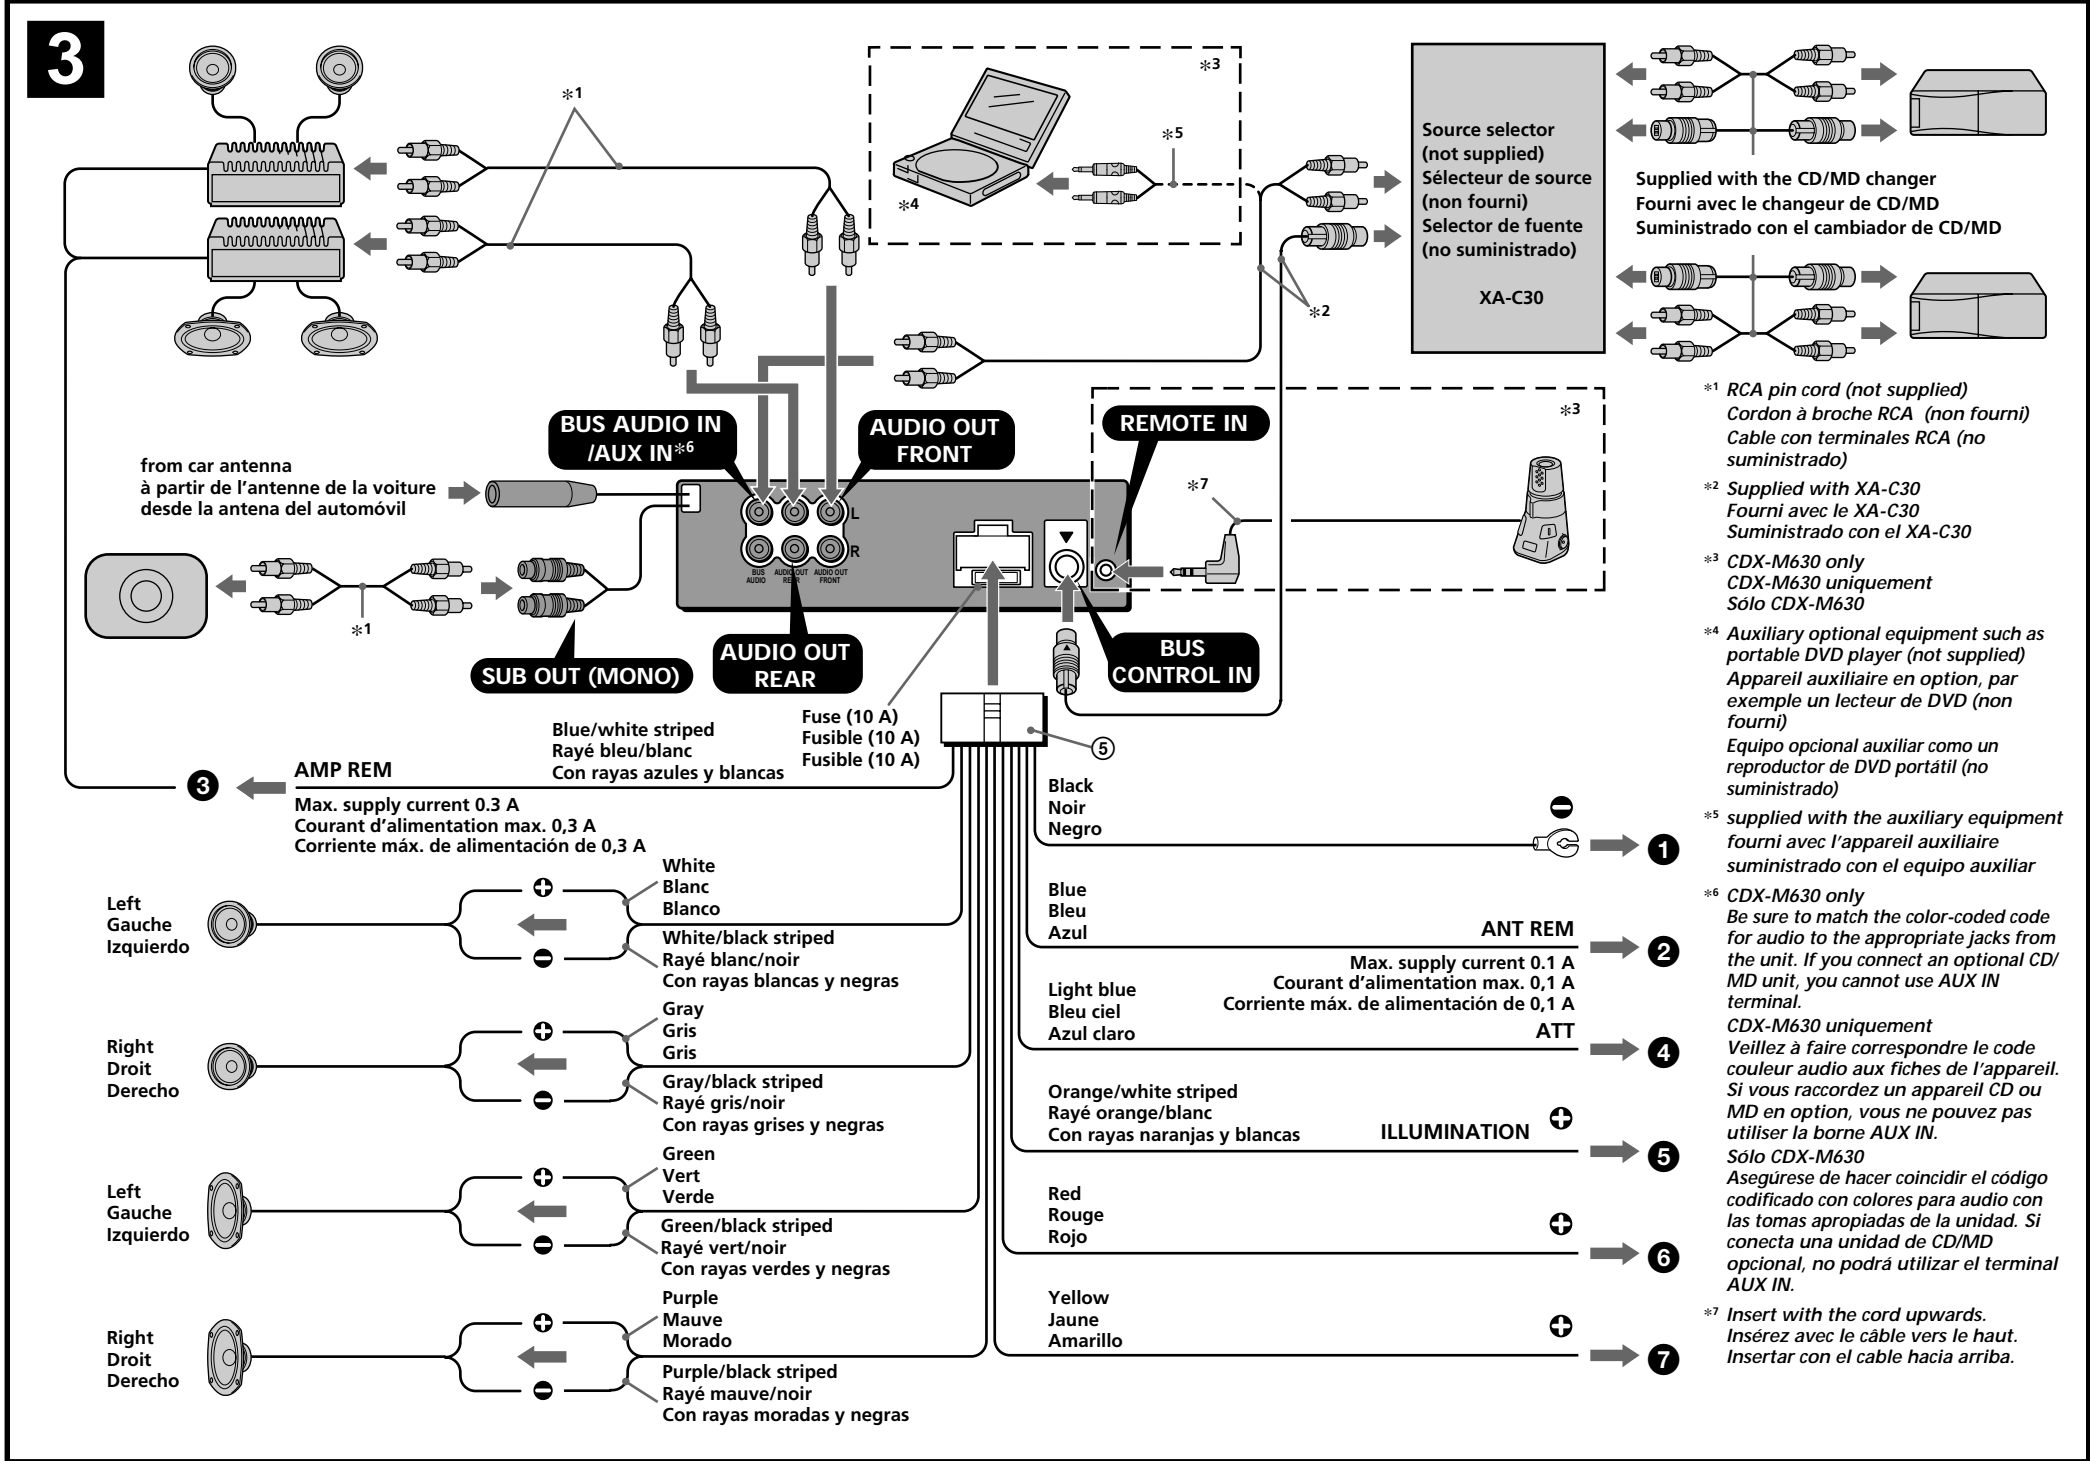 3
*1
*3
*5
*4
Source selector
(not supplied)
Sélecteur de source
(non fourni)
Selector de fuente
(no suministrado)
XA-C30
*2
Supplied with the CD/MD changer
Fourni avec le changeur de CD/MD
Suministrado con el cambiador de CD/MD
BUS AUDIO IN
/AUX IN*6
AUDIO OUT
FRONT
REMOTE IN
*3
from car antenna
à partir de l'antenne de la voiture
desde la antena del automóvil
*7
L
R
BUS
AUDIO
AUDIO OUT
REAR
AUDIO OUT
FRONT
*1
SUB OUT (MONO)
AUDIO OUT
REAR
BUS
CONTROL IN
Fuse (10 A)
Fusible (10 A)
Fusible (10 A)
5
Blue/white striped
Rayé bleu/blanc
Con rayas azules y blancas
3
AMP REM
Max. supply current 0.3 A
Courant d'alimentation max. 0,3 A
Corriente máx. de alimentación de 0,3 A
Left
Gauche
Izquierdo
+
-
White
Blanc
Blanco
White/black striped
Rayé blanc/noir
Con rayas blancas y negras
Right
Droit
Derecho
+
-
Gray
Gris
Gris
Gray/black striped
Rayé gris/noir
Con rayas grises y negras
Left
Gauche
Izquierdo
+
-
Green
Vert
Verde
Green/black striped
Rayé vert/noir
Con rayas verdes y negras
Right
Droit
Derecho
+
-
Purple
Mauve
Morado
Purple/black striped
Rayé mauve/noir
Con rayas moradas y negras
Black
Noir
Negro
-
1
Blue
Bleu
Azul
ANT REM
2
Max. supply current 0.1 A
Courant d'alimentation max. 0,1 A
Corriente máx. de alimentación de 0,1 A
Light blue
Bleu ciel
Azul claro
ATT
4
Orange/white striped
Rayé orange/blanc
Con rayas naranjas y blancas
ILLUMINATION
+
5
Red
Rouge
Rojo
+
6
Yellow
Jaune
Amarillo
+
7
*1 RCA pin cord (not supplied)
Cordon à broche RCA (non fourni)
Cable con terminales RCA (no
suministrado)
*2 Supplied with XA-C30
Fourni avec le XA-C30
Suministrado con el XA-C30
*3 CDX-M630 only
CDX-M630 uniquement
Sólo CDX-M630
*4 Auxiliary optional equipment such as
portable DVD player (not supplied)
Appareil auxiliaire en option, par
exemple un lecteur de DVD (non
fourni)
Equipo opcional auxiliar como un
reproductor de DVD portátil (no
suministrado)
*5 supplied with the auxiliary equipment
fourni avec l'appareil auxiliaire
suministrado con el equipo auxiliar
*6 CDX-M630 only
Be sure to match the color-coded code
for audio to the appropriate jacks from
the unit. If you connect an optional CD/
MD unit, you cannot use AUX IN
terminal.
CDX-M630 uniquement
Veillez à faire correspondre le code
couleur audio aux fiches de l'appareil.
Si vous raccordez un appareil CD ou
MD en option, vous ne pouvez pas
utiliser la borne AUX IN.
Sólo CDX-M630
Asegúrese de hacer coincidir el código
codificado con colores para audio con
las tomas apropiadas de la unidad. Si
conecta una unidad de CD/MD
opcional, no podrá utilizar el terminal
AUX IN.
*7 Insert with the cord upwards.
Insérez avec le câble vers le haut.
Insertar con el cable hacia arriba.